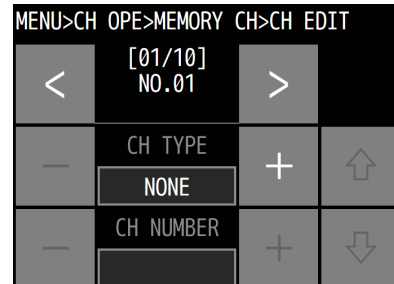 MENU>CH OPE>MEMORY CH>CH EDIT
< [01/10] >
NO.01
CH TYPE
− NONE +
CH NUMBER
− +